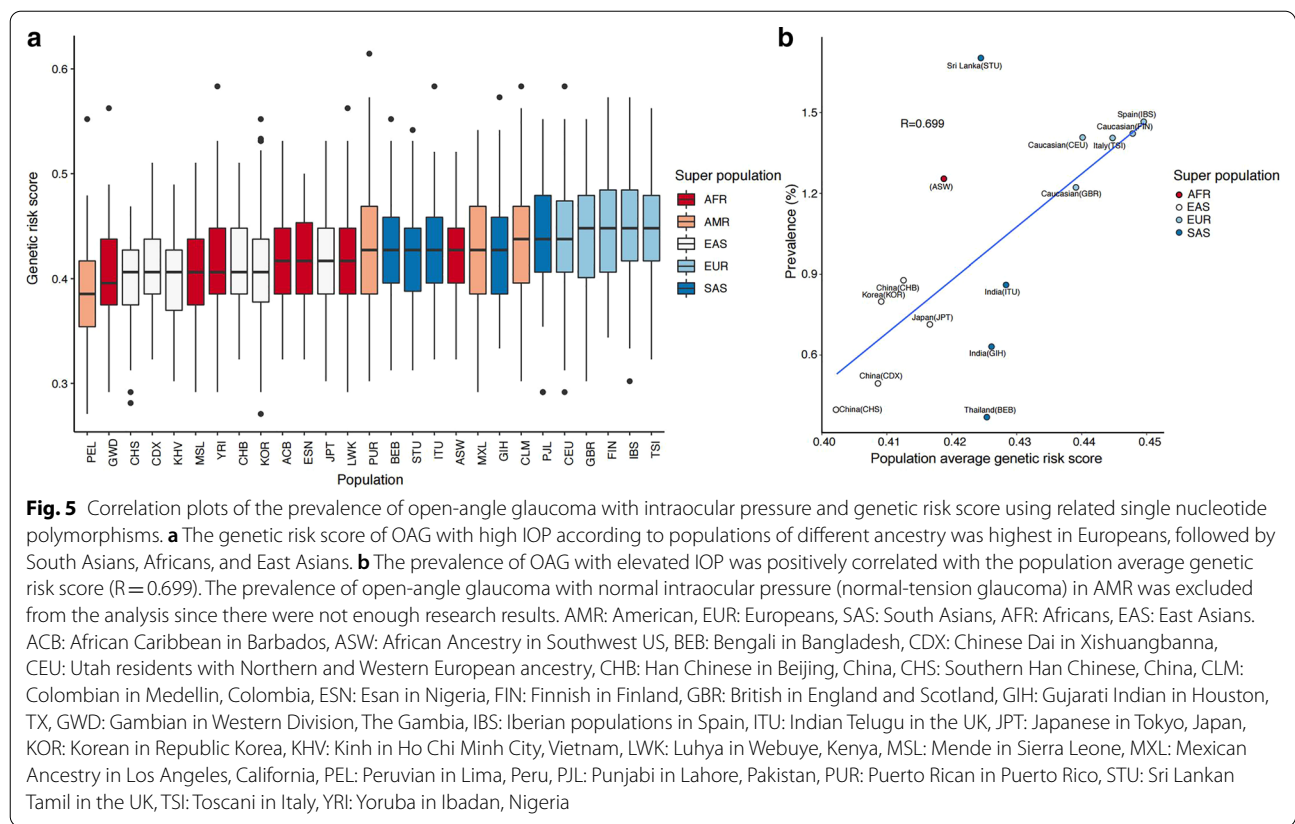 a
Genetic risk score
0.6
0.5
0.4
0.3
PEL
GWD
CHS
CDX
KHV
MSL
YRI
CHB
KOR
ACB
ESN
JPT
LWK
PUR
BEB
STU
ITU
ASW
MXL
GIH
CLM
PJL
CEU
GBR
FIN
IBS
TSI
Population
Super population
AFR
AMR
EAS
EUR
SAS
b
Prevalence (%)
1.5
1.2
0.9
0.6
Sri Lanka(STU)
R=0.699
Spain(IBS)
Caucasian(FIN)
Caucasian(CEU)
Italy(TSI)
(ASW)
Caucasian(GBR)
China(CHB)
Korea(KOR)
India(ITU)
Japan(JPT)
India(GIH)
China(CDX)
China(CHS)
Thailand(BEB)
0.40
0.41
0.42
0.43
0.44
0.45
Population average genetic risk score
Super population
AFR
EAS
EUR
SAS
Fig. 5 Correlation plots of the prevalence of open-angle glaucoma with intraocular pressure and genetic risk score using related single nucleotide
polymorphisms. a The genetic risk score of OAG with high IOP according to populations of different ancestry was highest in Europeans, followed by
South Asians, Africans, and East Asians. b The prevalence of OAG with elevated IOP was positively correlated with the population average genetic
risk score (R = 0.699). The prevalence of open-angle glaucoma with normal intraocular pressure (normal-tension glaucoma) in AMR was excluded
from the analysis since there were not enough research results. AMR: American, EUR: Europeans, SAS: South Asians, AFR: Africans, EAS: East Asians.
ACB: African Caribbean in Barbados, ASW: African Ancestry in Southwest US, BEB: Bengali in Bangladesh, CDX: Chinese Dai in Xishuangbanna,
CEU: Utah residents with Northern and Western European ancestry, CHB: Han Chinese in Beijing, China, CHS: Southern Han Chinese, China, CLM:
Colombian in Medellin, Colombia, ESN: Esan in Nigeria, FIN: Finnish in Finland, GBR: British in England and Scotland, GIH: Gujarati Indian in Houston,
TX, GWD: Gambian in Western Division, The Gambia, IBS: Iberian populations in Spain, ITU: Indian Telugu in the UK, JPT: Japanese in Tokyo, Japan,
KOR: Korean in Republic Korea, KHV: Kinh in Ho Chi Minh City, Vietnam, LWK: Luhya in Webuye, Kenya, MSL: Mende in Sierra Leone, MXL: Mexican
Ancestry in Los Angeles, California, PEL: Peruvian in Lima, Peru, PJL: Punjabi in Lahore, Pakistan, PUR: Puerto Rican in Puerto Rico, STU: Sri Lankan
Tamil in the UK, TSI: Toscani in Italy, YRI: Yoruba in Ibadan, Nigeria